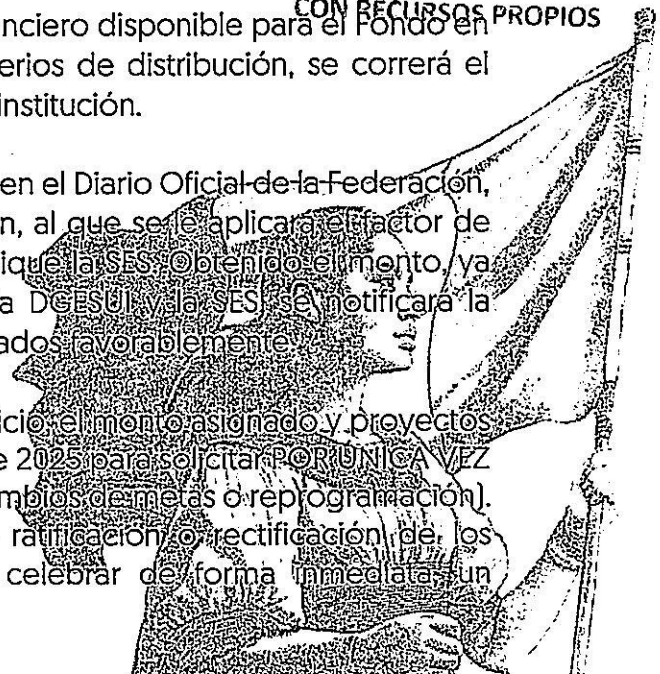 CON RECURSOS PROPIOS
nciero disponible para el Fondo en
erios de distribución, se correrá el
institución.
en el Diario Oficial de la Federación,
n, al que se le aplicará el factor de
ique la SES. Obtenido el monto, ya
a DGESUI y la SES, se notificará la
ados favorablemente.
icio el monto asignado y proyectos
e 2025 para solicitar POR ÚNICA VEZ
mbios de metas o reprogramación).
ratificación o rectificación de los
celebrar de forma inmediata un